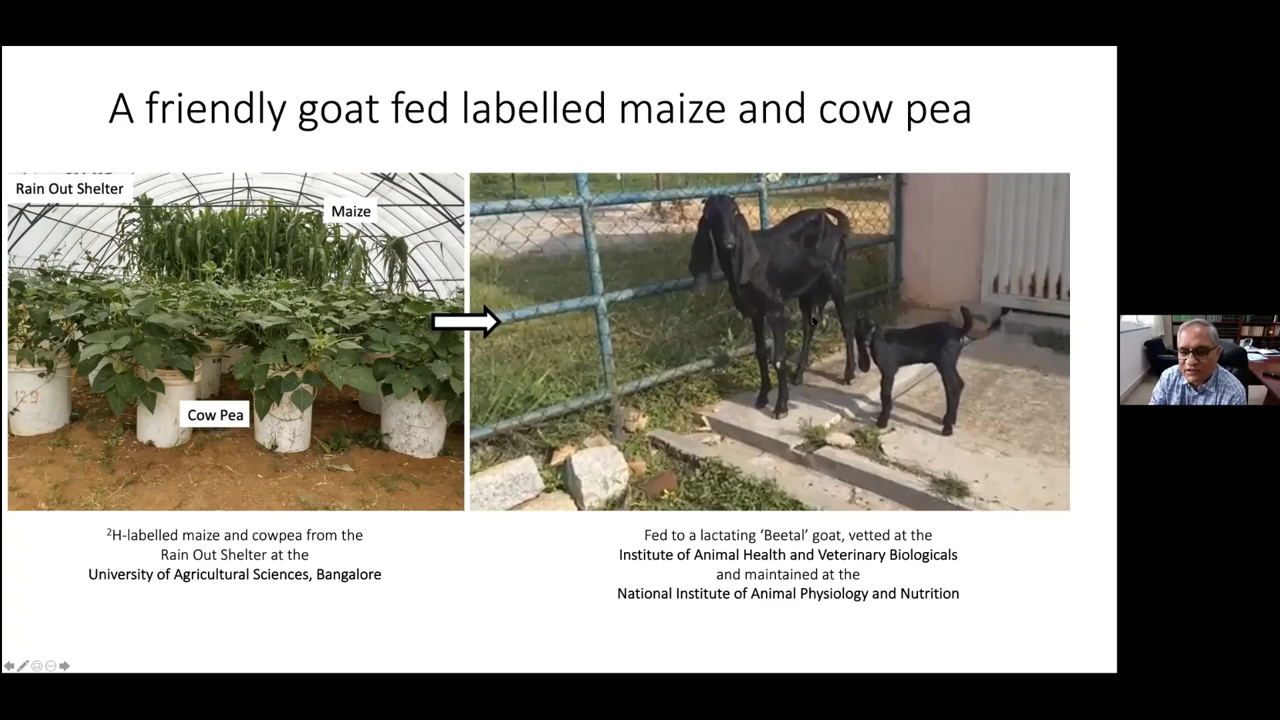 A friendly goat fed labelled maize and cow pea
Rain Out Shelter
Maize
Cow Pea
129
²H-labelled maize and cowpea from the
Rain Out Shelter at the
University of Agricultural Sciences, Bangalore
Fed to a lactating ‘Beetal’ goat, vetted at the
Institute of Animal Health and Veterinary Biologicals
and maintained at the
National Institute of Animal Physiology and Nutrition